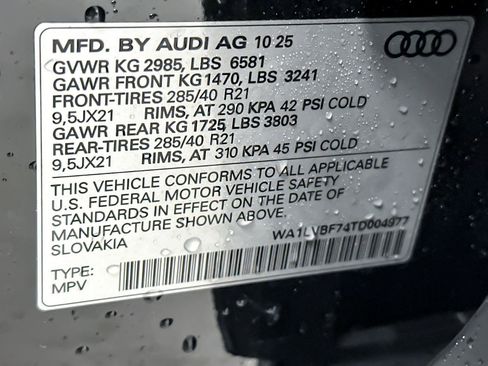 MFD. BY AUDI AG 10 25
GVWR KG 2985, LBS 6581
GAWR FRONT KG1470, LBS 3241
FRONT-TIRES 285/40 R21
9,5JX21 RIMS, AT 290 KPA 42 PSI COLD
GAWR REAR KG 1725 LBS 3803
REAR-TIRES 285/40 R21
9,5JX21 RIMS, AT 310 KPA 45 PSI COLD
THIS VEHICLE CONFORMS TO ALL APPLICABLE
U.S. FEDERAL MOTOR VEHICLE SAFETY
STANDARDS IN EFFECT ON THE DATE OF
MANUFACTURE SHOWN ABOVE.
SLOVAKIA
TYPE:
MPV